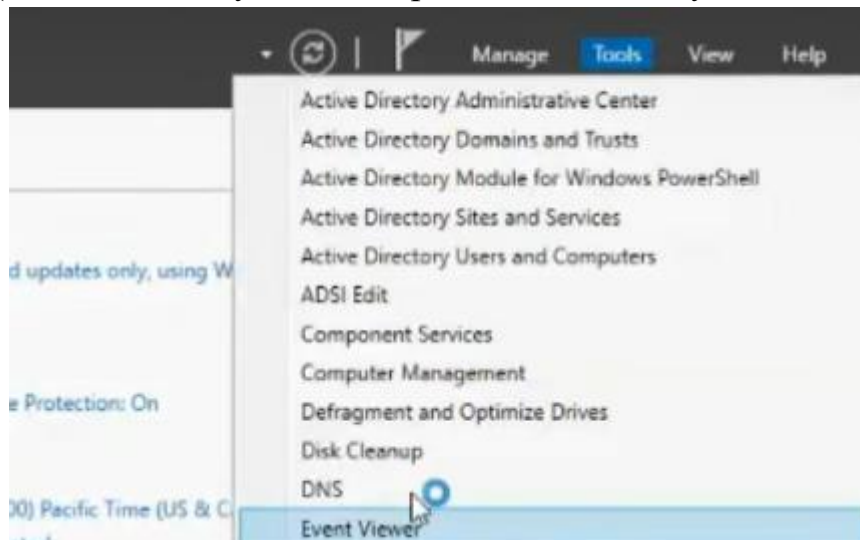 Manage Tools View Help
Active Directory Administrative Center
Active Directory Domains and Trusts
Active Directory Module for Windows PowerShell
Active Directory Sites and Services
d updates only, using W
Active Directory Users and Computers
ADSI Edit
Component Services
Computer Management
e Protection: On
Defragment and Optimize Drives
Disk Cleanup
DNS
00) Pacific Time (US & C
Event Viewer